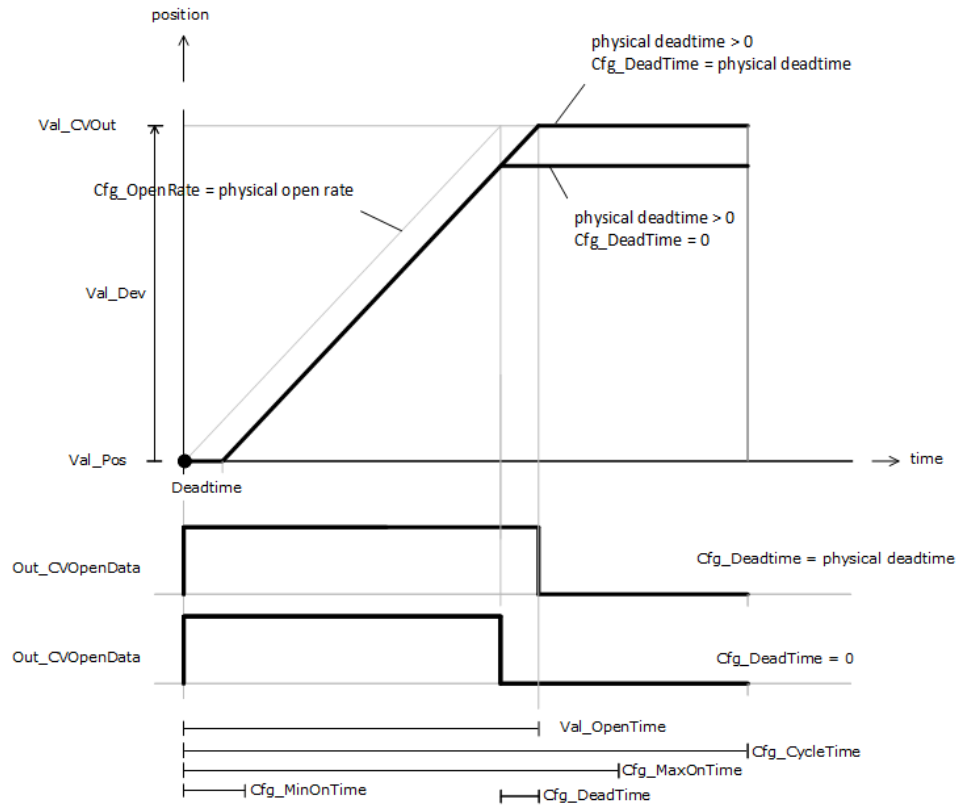 position
physical deadtime > 0
Cfg_DeadTime = physical deadtime
Val_CVOut
Cfg_OpenRate = physical open rate
physical deadtime > 0
Cfg_DeadTime = 0
Val_Dev
Val_Pos
time
Deadtime
Out_CVOpenData
Cfg_Deadtime = physical deadtime
Out_CVOpenData
Cfg_DeadTime = 0
Val_OpenTime
Cfg_CycleTime
Cfg_MaxOnTime
Cfg_MinOnTime
Cfg_DeadTime